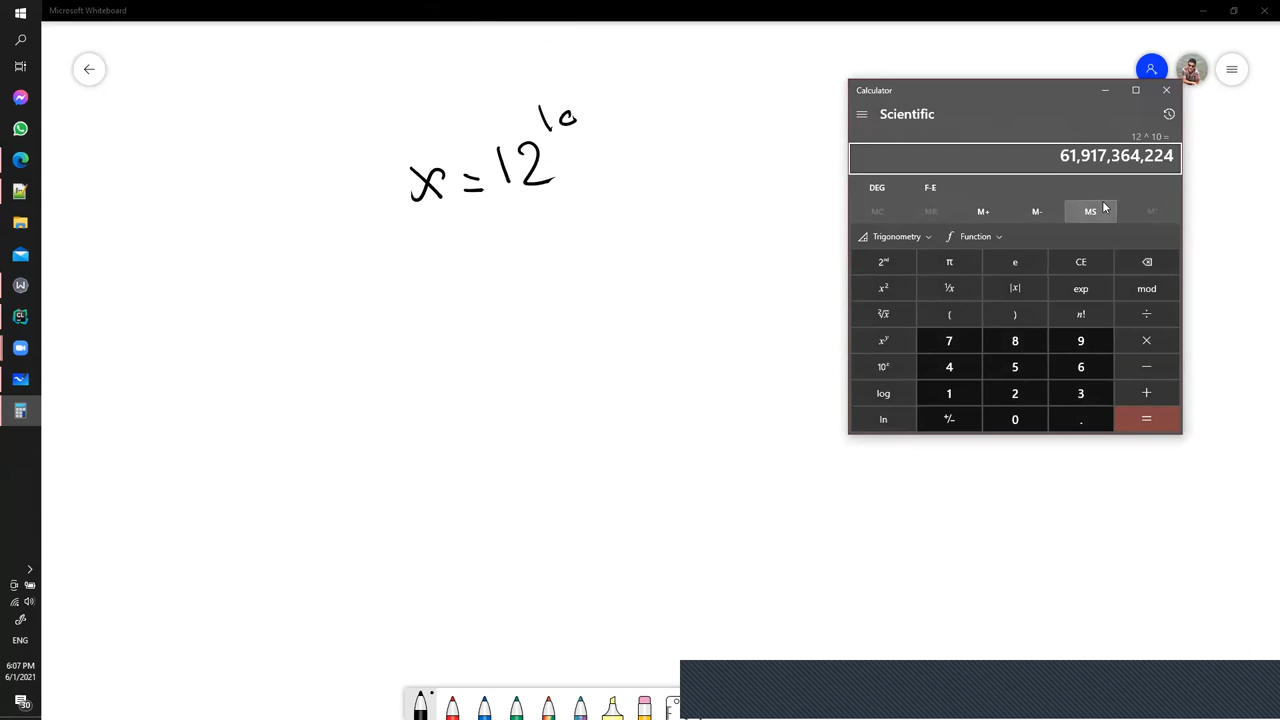 Microsoft Whiteboard
x = 12^10
Calculator
Scientific
12 ^ 10 =
61,917,364,224
DEG F-E
MC MR M+ M- MS M˅
Trigonometry f Function
2ⁿᵈ π e CE
x² ¹/x |x| exp mod
²√x ( ) n! ÷
xʸ 7 8 9 ×
10ˣ 4 5 6 −
log 1 2 3 +
ln +/− 0 . =
ENG
6:07 PM
6/1/2021
30